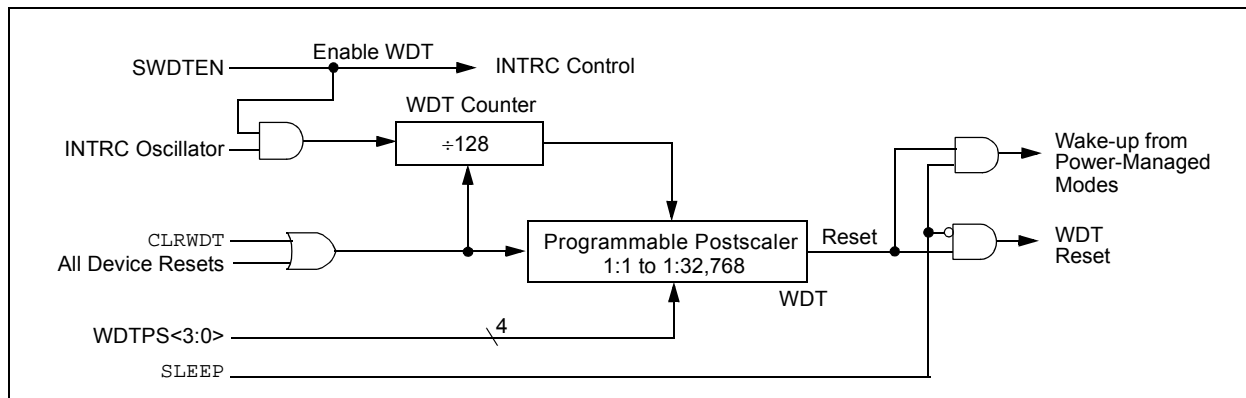 Enable WDT
SWDTEN
INTRC Control
WDT Counter
INTRC Oscillator
÷128
Wake-up from
Power-Managed
Modes
CLRWDT
All Device Resets
Programmable Postscaler
1:1 to 1:32,768
Reset
WDT
WDT
Reset
WDTPS<3:0>
4
SLEEP